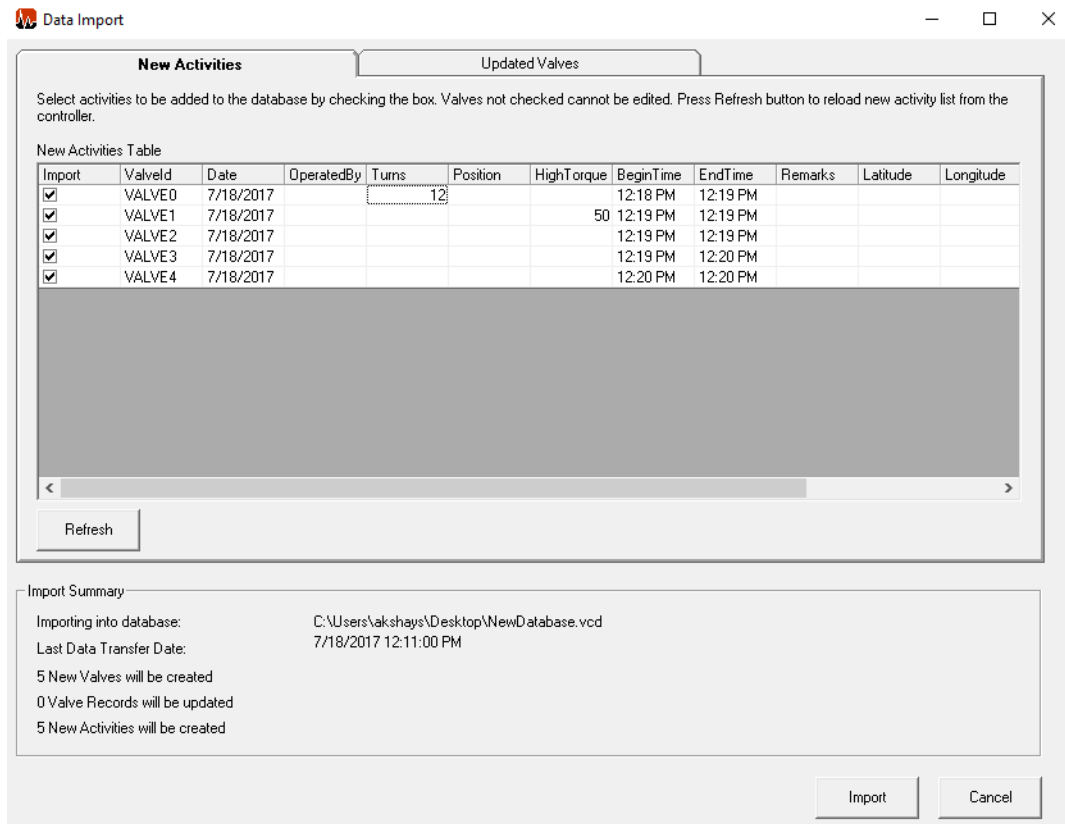 Data Import
New Activities Updated Valves
Select activities to be added to the database by checking the box. Valves not checked cannot be edited. Press Refresh button to reload new activity list from the
controller.
New Activities Table
Import ValveId Date OperatedBy Turns Position HighTorque BeginTime EndTime Remarks Latitude Longitude
VALVE0 7/18/2017 12 12:18 PM 12:19 PM
VALVE1 7/18/2017 50 12:19 PM 12:19 PM
VALVE2 7/18/2017 12:19 PM 12:19 PM
VALVE3 7/18/2017 12:19 PM 12:20 PM
VALVE4 7/18/2017 12:20 PM 12:20 PM
Refresh
Import Summary
Importing into database: C:\Users\akshays\Desktop\NewDatabase.vcd
Last Data Transfer Date: 7/18/2017 12:11:00 PM
5 New Valves will be created
0 Valve Records will be updated
5 New Activities will be created
Import Cancel